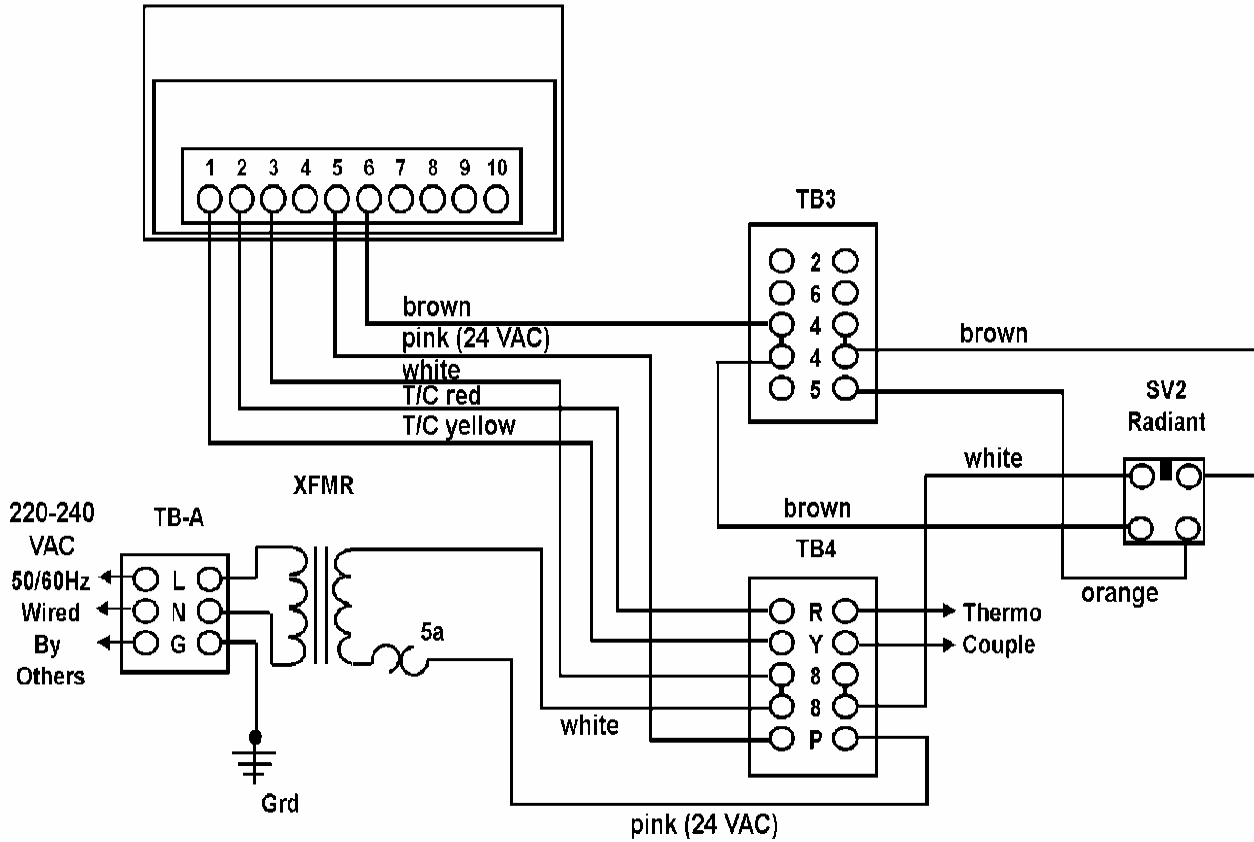 1 2 3 4 5 6 7 8 9 10
TB3
2
6
4
4
5
brown
pink (24 VAC)
white
T/C red
T/C yellow
brown
SV2
Radiant
white
brown
orange
XFMR
220-240
VAC
50/60Hz
Wired
By
Others
TB-A
L
N
G
Grd
5a
white
TB4
R
Y
8
8
P
Thermo
Couple
pink (24 VAC)